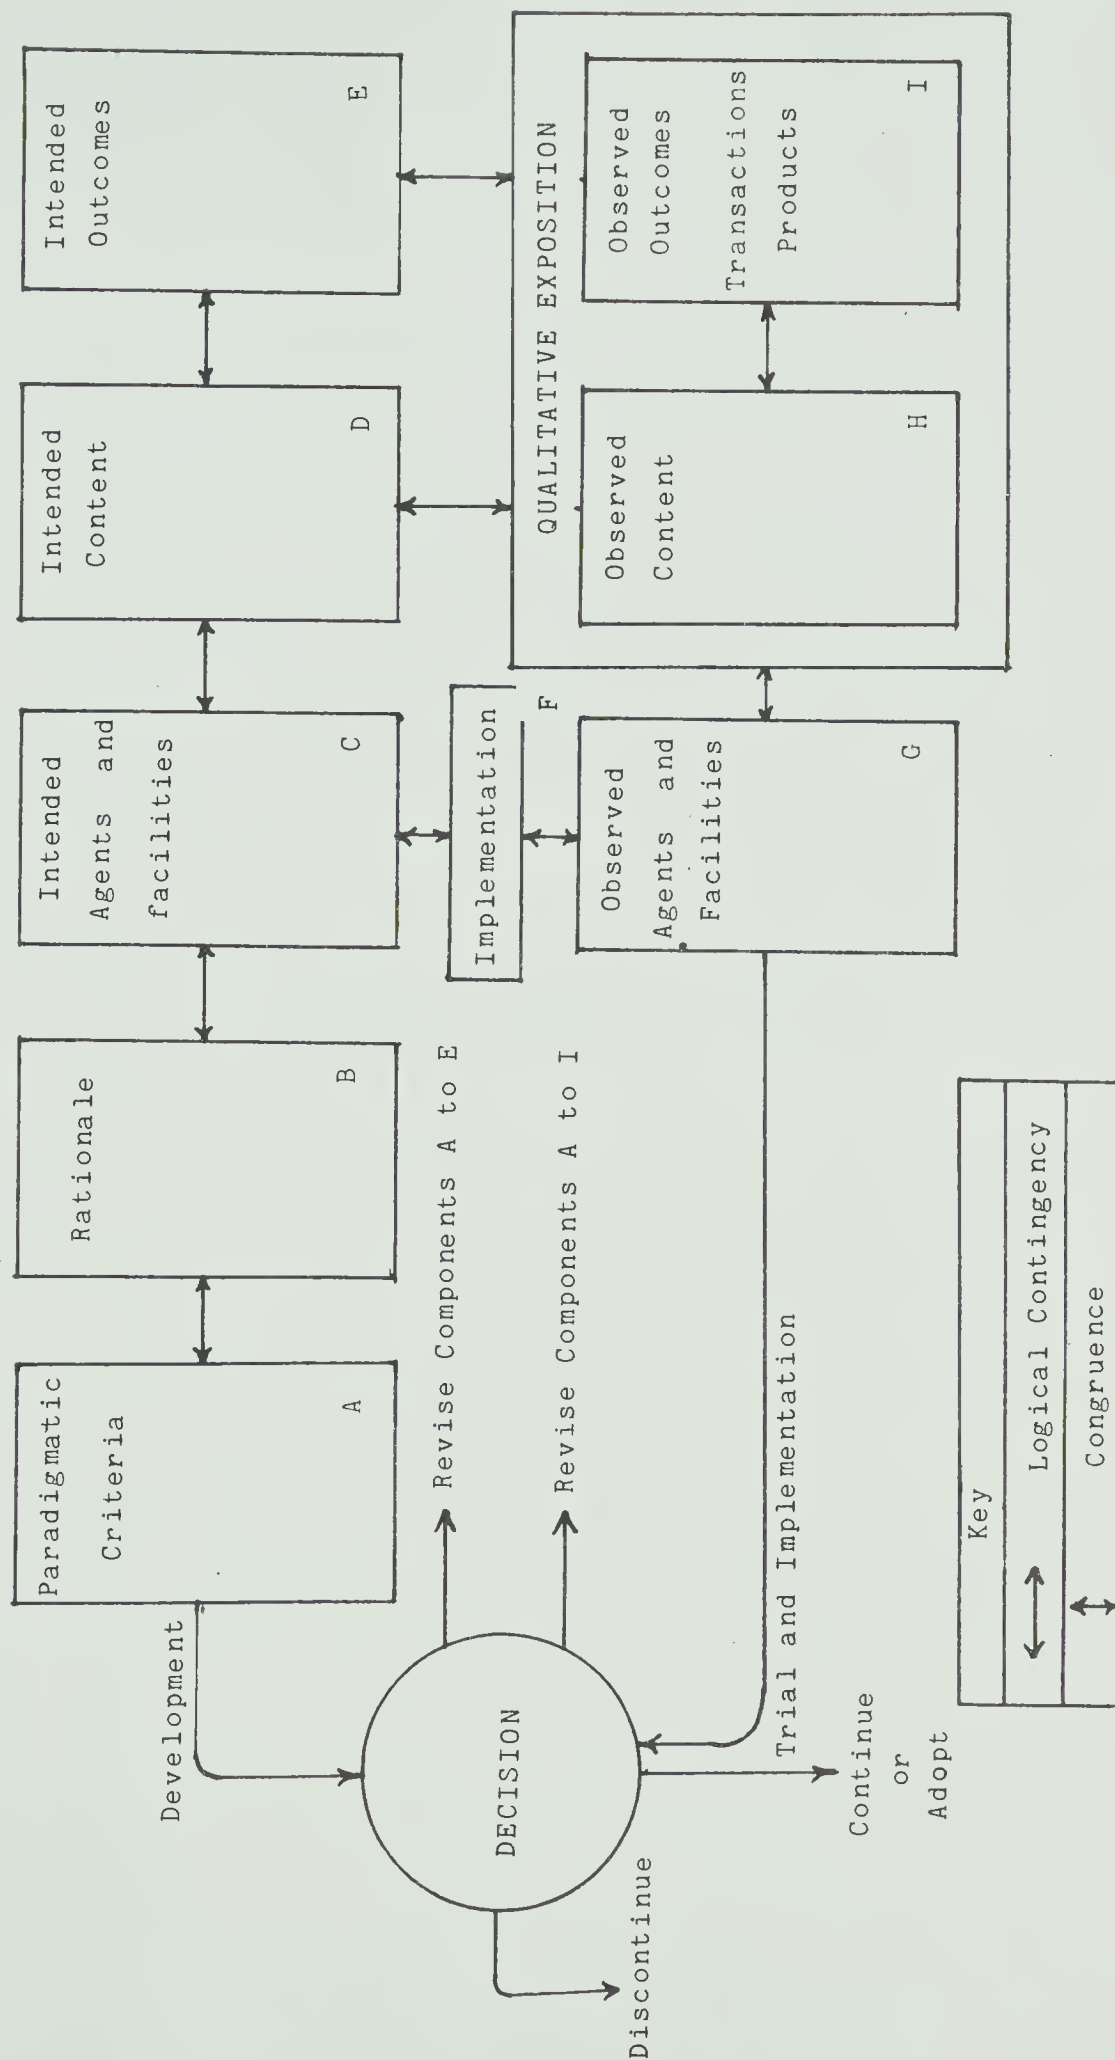 Paradigmatic
Criteria
A
Rationale
B
Intended
Agents and
facilities
C
Intended
Content
D
Intended
Outcomes
E
Development
DECISION
Revise Components A to E
Revise Components A to I
Discontinue
Continue
or
Adopt
Trial and Implementation
Implementation
F
Observed
Agents and
Facilities
G
QUALITATIVE EXPOSITION
Observed
Content
H
Observed
Outcomes
Transactions
Products
I
Key
Logical Contingency
Congruence